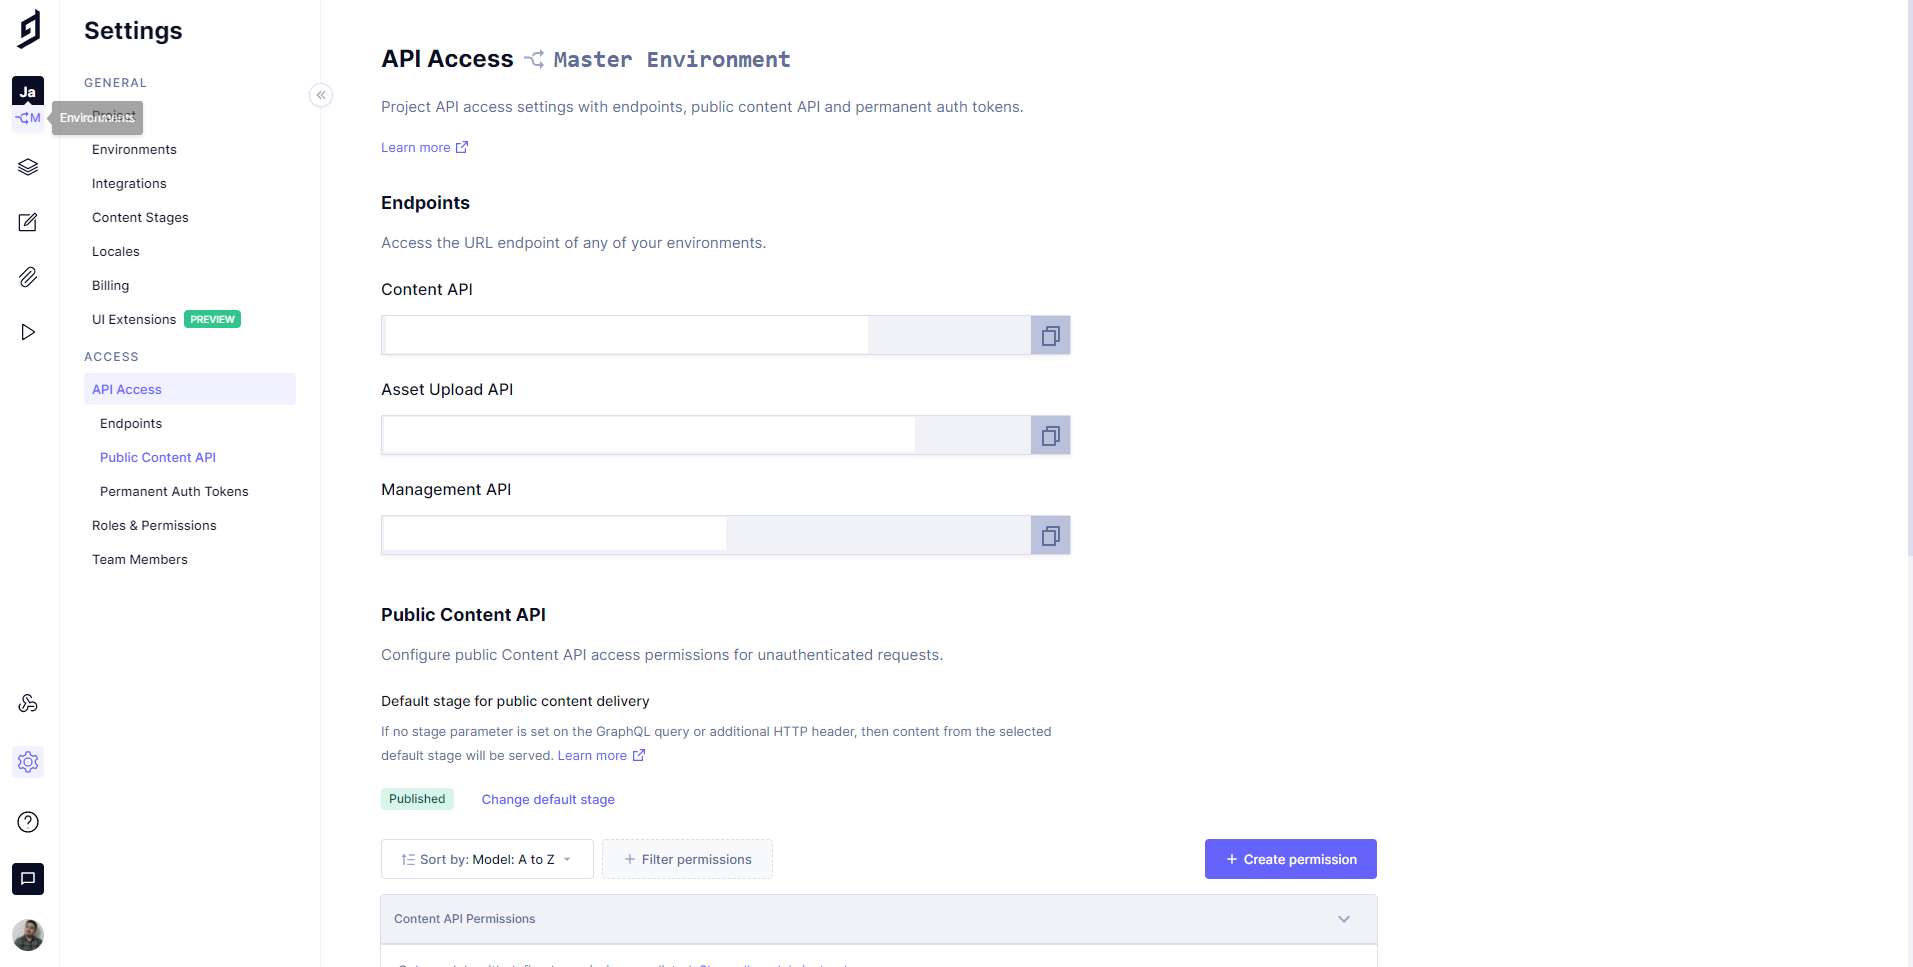 Settings
GENERAL
Ja
M
Environments
Project
Environments
Integrations
Content Stages
Locales
Billing
UI Extensions PREVIEW
ACCESS
API Access
Endpoints
Public Content API
Permanent Auth Tokens
Roles & Permissions
Team Members
API Access Master Environment
Project API access settings with endpoints, public content API and permanent auth tokens.
Learn more
Endpoints
Access the URL endpoint of any of your environments.
Content API
Asset Upload API
Management API
Public Content API
Configure public Content API access permissions for unauthenticated requests.
Default stage for public content delivery
If no stage parameter is set on the GraphQL query or additional HTTP header, then content from the selected
default stage will be served. Learn more
Published Change default stage
Sort by: Model: A to Z + Filter permissions + Create permission
Content API Permissions